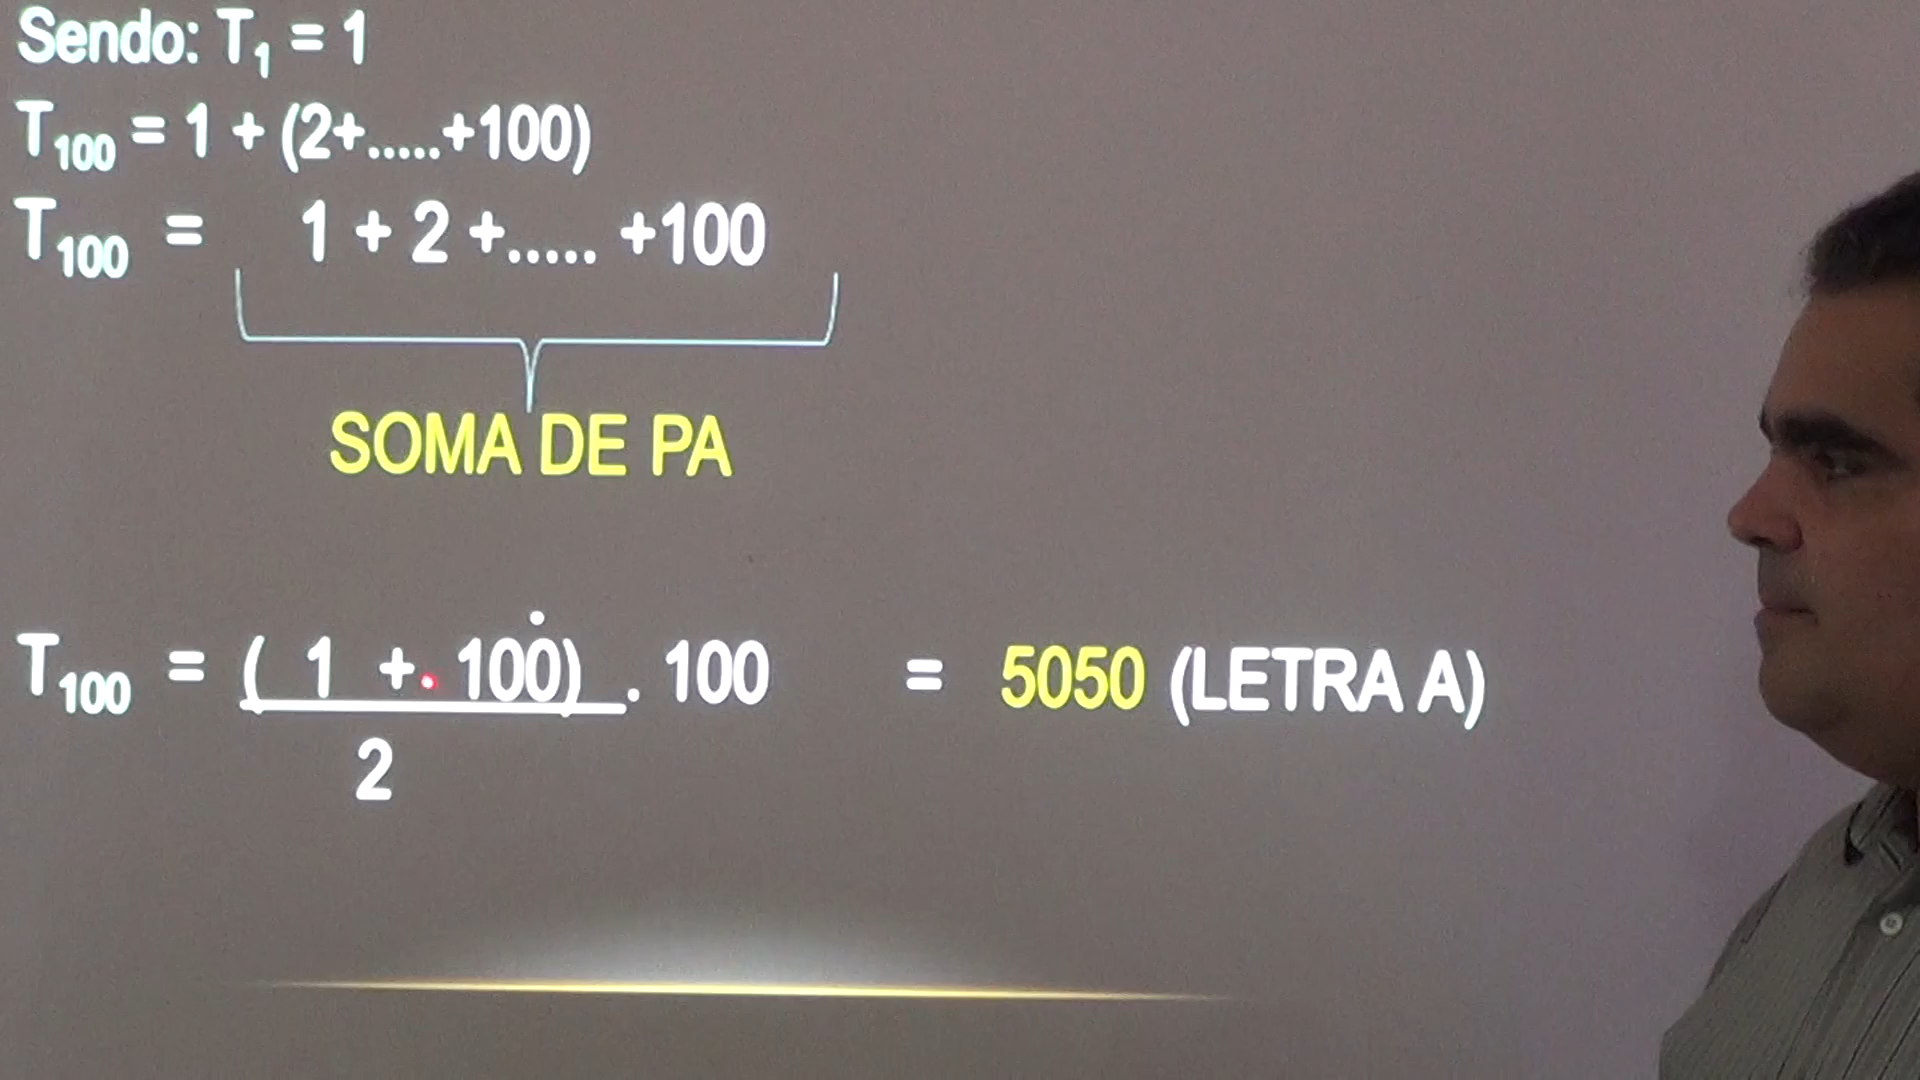 Sendo: T₁ = 1
T₁₀₀ = 1 + (2+.....+100)
T₁₀₀ = 1 + 2 +..... +100
SOMA DE PA
T₁₀₀ = ( 1 + 100) . 100 = 5050 (LETRA A)
2